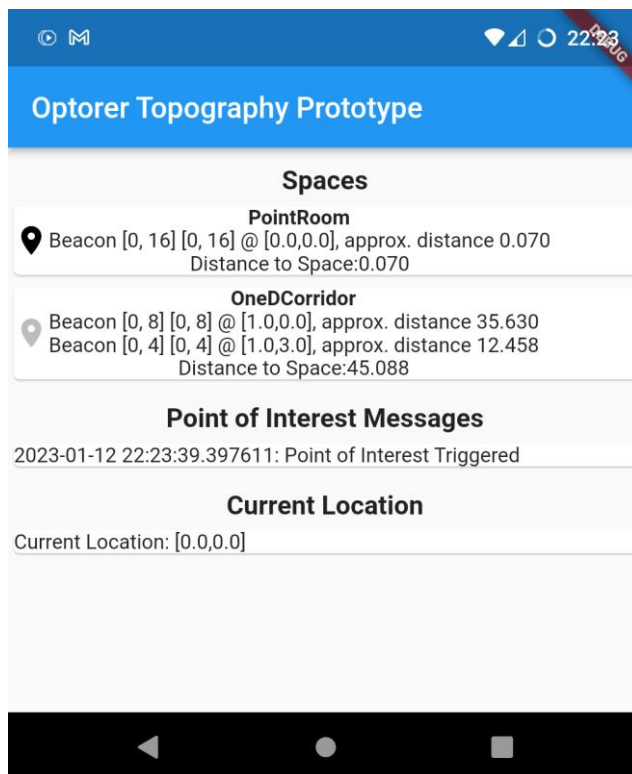 22:23
DEBUG
Optorer Topography Prototype
Spaces
PointRoom
Beacon [0, 16] [0, 16] @ [0.0,0.0], approx. distance 0.070
Distance to Space:0.070
OneDCorridor
Beacon [0, 8] [0, 8] @ [1.0,0.0], approx. distance 35.630
Beacon [0, 4] [0, 4] @ [1.0,3.0], approx. distance 12.458
Distance to Space:45.088
Point of Interest Messages
2023-01-12 22:23:39.397611: Point of Interest Triggered
Current Location
Current Location: [0.0,0.0]